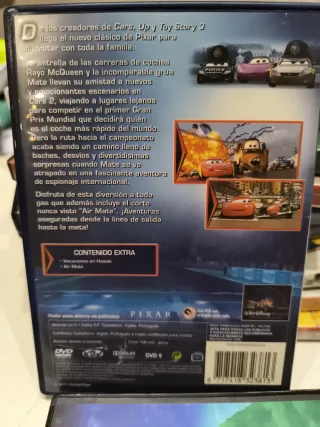 De los creadores de Cars, Up y Toy Story 3
llega el nuevo clásico de Pixar para
disfrutar con toda la familia.
La estrella de las carreras de coches
Rayo McQueen y la incomparable grúa
Mate llevan su amistad a nuevos
y emocionantes escenarios en
Cars 2, viajando a lugares lejanos
para competir en el primer Gran
Prix Mundial que decidirá quién
es el coche más rápido del mundo.
Pero la ruta hacia el campeonato
acaba siendo un camino lleno de
baches, desvíos y divertidísimas
sorpresas cuando Mate se ve
atrapado en una fascinante aventura
de espionaje internacional.
Disfruta de esta diversión a todo
gas que además incluye el corto
nunca visto "Air Mate". ¡Aventuras
aseguradas desde la línea de salida
hasta la meta!
CONTENIDO EXTRA
• Vacaciones en Hawai
• Air Mate
PIXAR
DVD
DOLBY
DVD 9
8 717418 323813